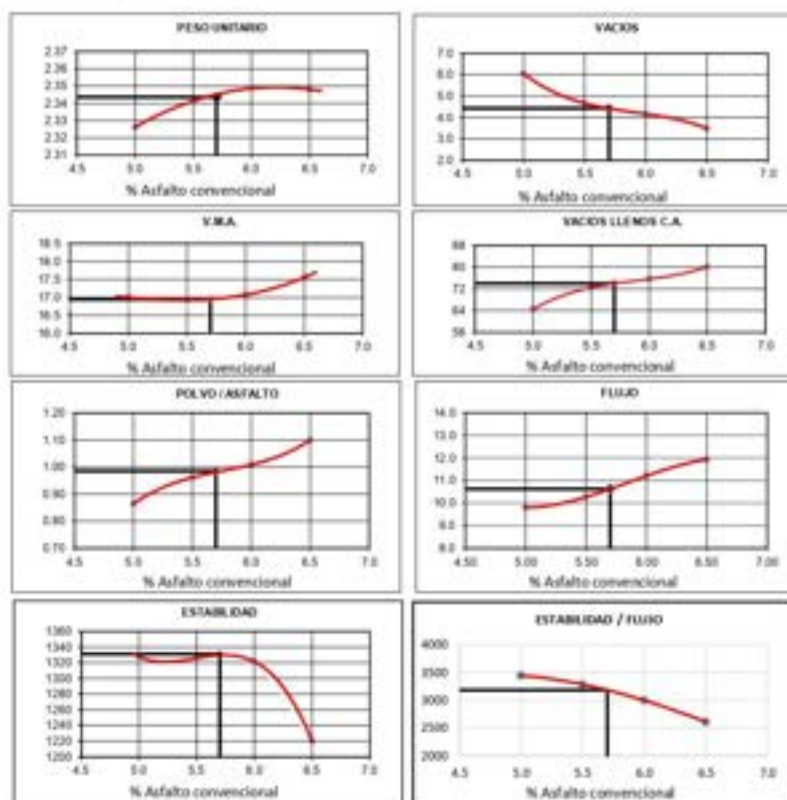 PESO UNITARIO
2.37
2.36
2.35
2.34
2.33
2.32
2.31
4.5 5.0 5.5 6.0 6.5 7.0
% Asfalto convencional
VACIOS
7.0
6.0
5.0
4.0
3.0
2.0
4.5 5.0 5.5 6.0 6.5 7.0
% Asfalto convencional
V.M.A.
18.5
18.0
17.5
17.0
16.5
16.0
4.5 5.0 5.5 6.0 6.5 7.0
% Asfalto convencional
VACIOS LLENOS C.A.
88
80
72
64
56
4.5 5.0 5.5 6.0 6.5 7.0
% Asfalto convencional
POLVO / ASFALTO
1.20
1.10
1.00
0.90
0.80
0.70
4.5 5.0 5.5 6.0 6.5 7.0
% Asfalto convencional
FLUJO
14.0
13.0
12.0
11.0
10.0
9.0
8.0
4.50 5.00 5.50 6.00 6.50 7.00
% Asfalto convencional
ESTABILIDAD
1360
1340
1320
1300
1280
1260
1240
1220
1200
4.5 5.0 5.5 6.0 6.5 7.0
% Asfalto convencional
ESTABILIDAD / FLUJO
4000
3500
3000
2500
2000
4.5 5.0 5.5 6.0 6.5 7.0
% Asfalto convencional